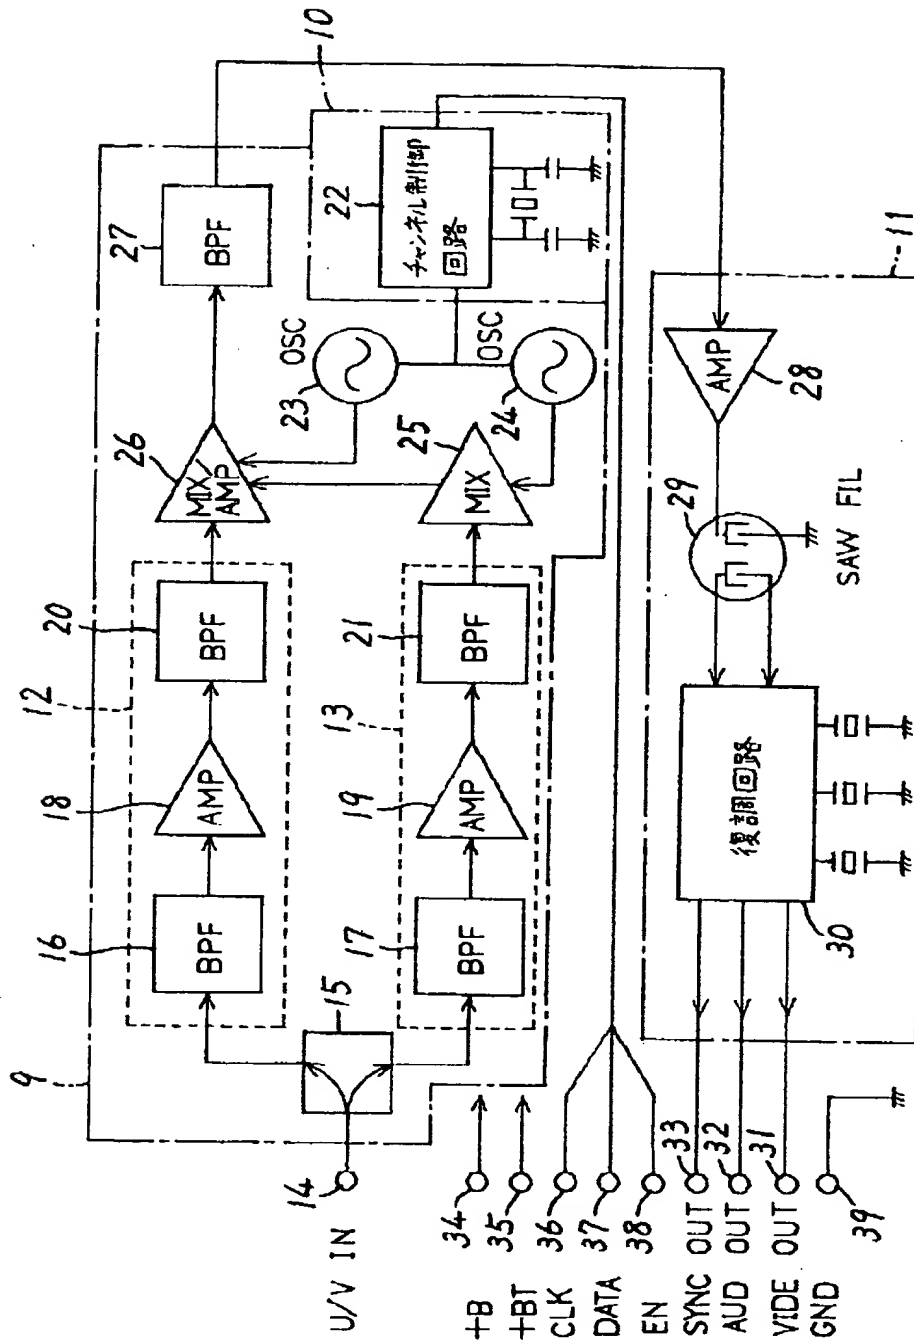 10
9
12
13
14
U/V IN
15
16
BPF
18
AMP
20
BPF
26
MIX/AMP
27
BPF
17
BPF
19
AMP
21
BPF
25
MIX
23
OSC
24
OSC
22
チャンネル制御
回路
11
28
AMP
29
SAW FIL
復調回路
30
34
+B
35
+BT
36
CLK
37
DATA
38
EN
33
SYNC OUT
32
AUD OUT
31
VIDE OUT
39
GND